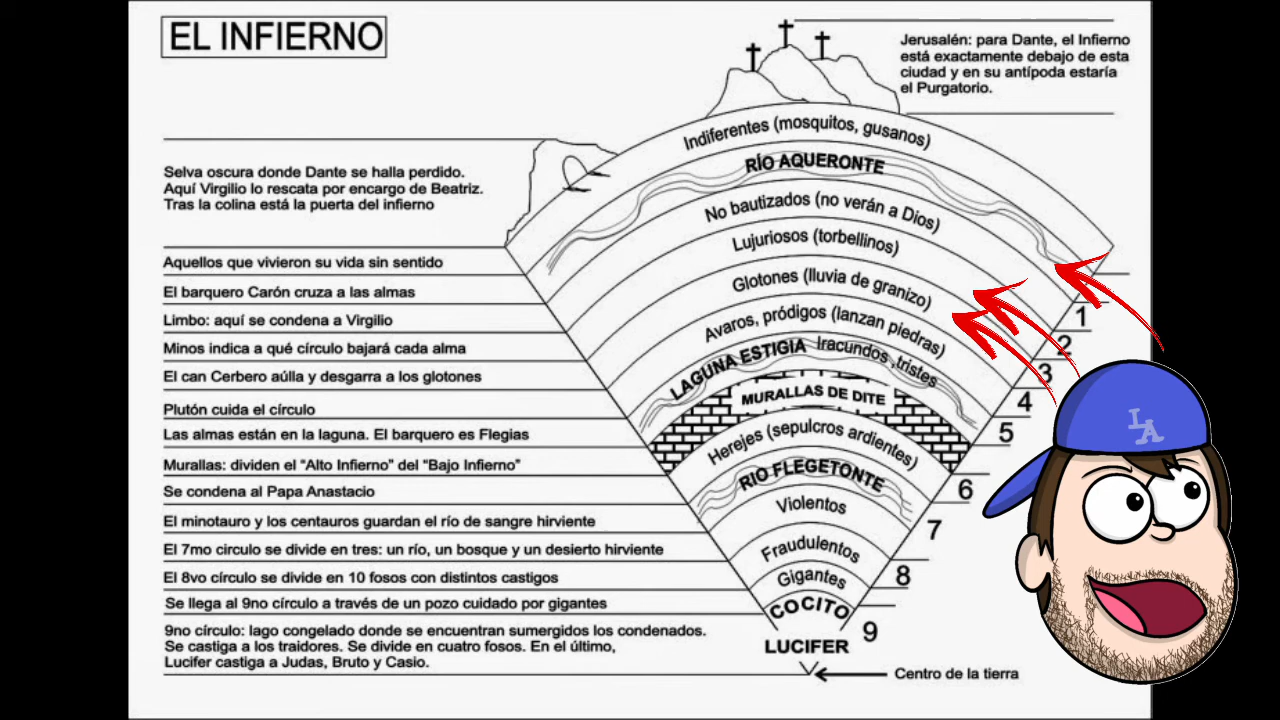 EL INFIERNO
Jerusalén: para Dante, el Infierno
está exactamente debajo de esta
ciudad y en su antípoda estaría
el Purgatorio.
Selva oscura donde Dante se halla perdido.
Aquí Virgilio lo rescata por encargo de Beatriz.
Tras la colina está la puerta del infierno
Aquellos que vivieron su vida sin sentido
El barquero Carón cruza a las almas
Limbo: aquí se condena a Virgilio
Minos indica a qué círculo bajará cada alma
El can Cerbero aúlla y desgarra a los glotones
Plutón cuida el círculo
Las almas están en la laguna. El barquero es Flegias
Murallas: dividen el "Alto Infierno" del "Bajo Infierno"
Se condena al Papa Anastacio
El minotauro y los centauros guardan el río de sangre hirviente
El 7mo circulo se divide en tres: un río, un bosque y un desierto hirviente
El 8vo círculo se divide en 10 fosos con distintos castigos
Se llega al 9no círculo a través de un pozo cuidado por gigantes
9no círculo: lago congelado donde se encuentran sumergidos los condenados.
Se castiga a los traidores. Se divide en cuatro fosos. En el último,
Lucifer castiga a Judas, Bruto y Casio.
Indiferentes (mosquitos, gusanos)
RÍO AQUERONTE
No bautizados (no verán a Dios)
Lujuriosos (torbellinos)
Glotones (lluvia de granizo)
Avaros, pródigos (lanzan piedras)
LAGUNA ESTIGIA Iracundos ,tristes
MURALLAS DE DITE
Herejes (sepulcros ardientes)
RIO FLEGETONTE
Violentos
Fraudulentos
Gigantes
COCITO
LUCIFER
Centro de la tierra
1
2
3
4
5
6
7
8
9
LA